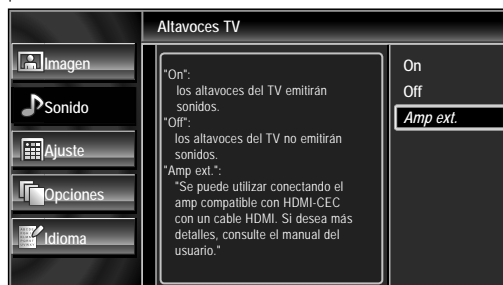 Altavoces TV
Imagen
Sonido
Ajuste
Opciones
Idioma
"On":
los altavoces del TV emitirán
sonidos.
"Off":
los altavoces del TV no emitirán
sonidos.
"Amp ext.":
"Se puede utilizar conectando el
amp compatible con HDMI-CEC
con un cable HDMI. Si desea más
detalles, consulte el manual del
usuario."
On
Off
Amp ext.